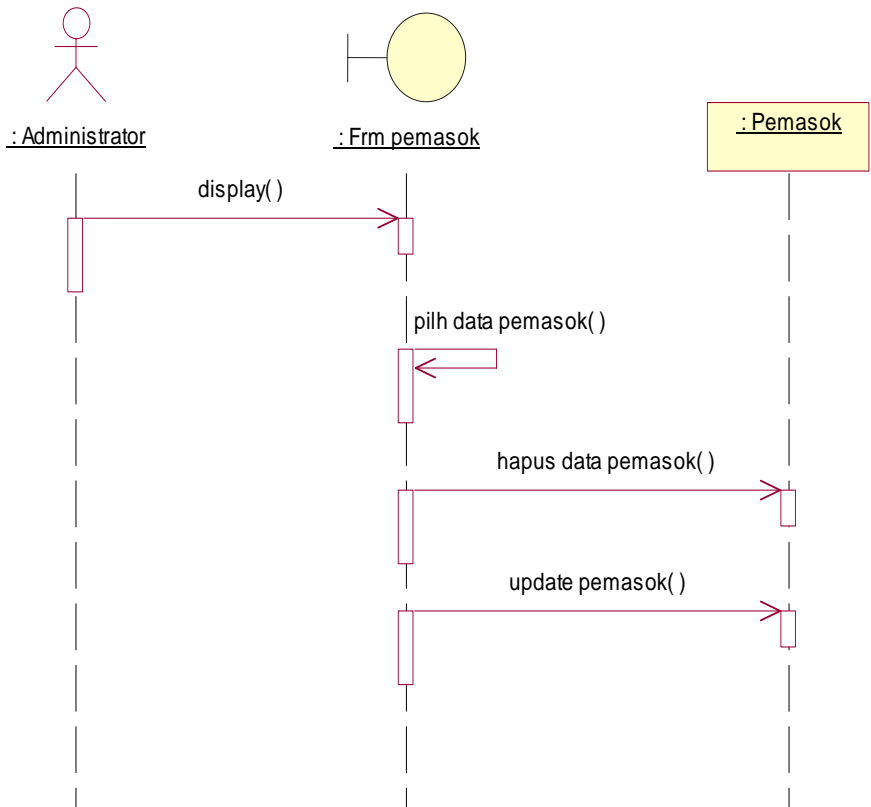 : Administrator
: Frm pemasok
: Pemasok
display( )
pilh data pemasok( )
hapus data pemasok( )
update pemasok( )